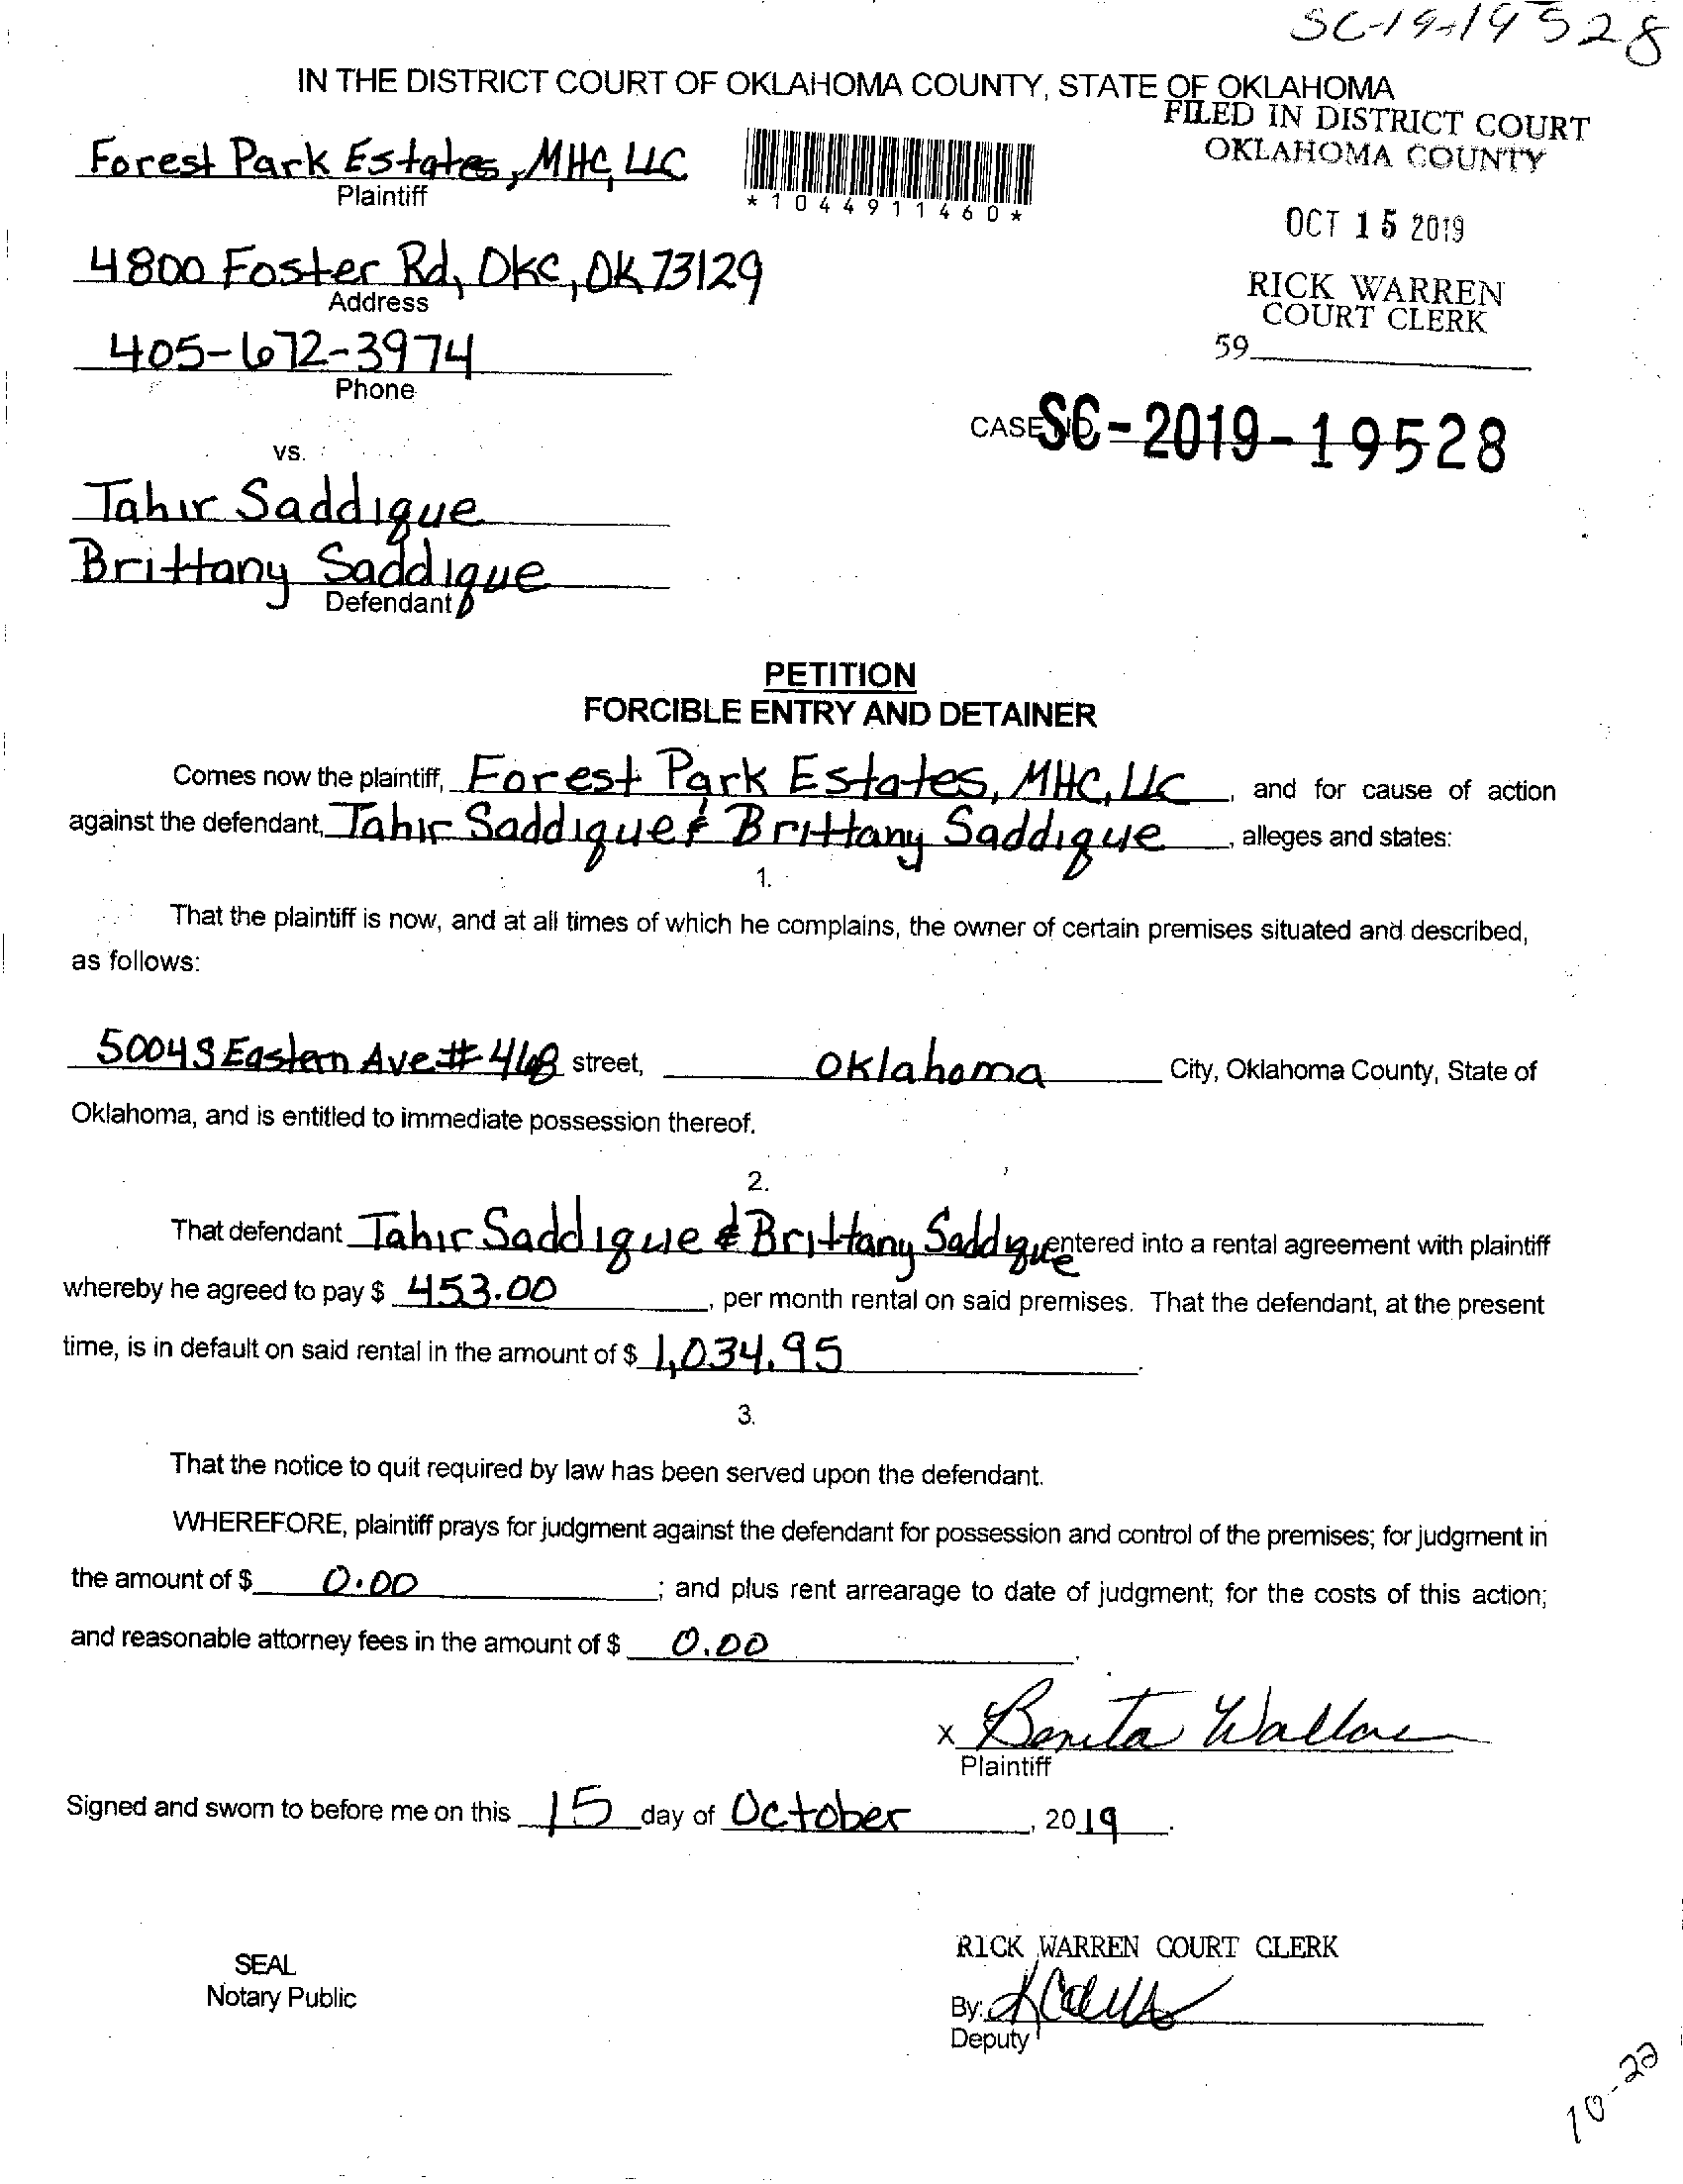 SC-19-19528
IN THE DISTRICT COURT OF OKLAHOMA COUNTY, STATE OF OKLAHOMA
FILED IN DISTRICT COURT
OKLAHOMA COUNTY
Forest Park Estates, MHC, LLC
Plaintiff
*1044911460*
OCT 15 2019
4800 Foster Rd, OKC, OK 73129
Address
RICK WARREN
COURT CLERK
405-672-3974
Phone
59
CASE NO. SC-2019-19528
vs.
Tahir Saddique
Brittany Saddique
Defendant
PETITION
FORCIBLE ENTRY AND DETAINER
Comes now the plaintiff, Forest Park Estates, MHC, LLC, and for cause of action
against the defendant, Tahir Saddique & Brittany Saddique, alleges and states:
1.
That the plaintiff is now, and at all times of which he complains, the owner of certain premises situated and described,
as follows:
5004 S Eastern Ave # 468 street, Oklahoma City, Oklahoma County, State of
Oklahoma, and is entitled to immediate possession thereof.
2.
That defendant Tahir Saddique & Brittany Saddique entered into a rental agreement with plaintiff
whereby he agreed to pay $ 453.00, per month rental on said premises. That the defendant, at the present
time, is in default on said rental in the amount of $ 1,034.95.
3.
That the notice to quit required by law has been served upon the defendant.
WHEREFORE, plaintiff prays for judgment against the defendant for possession and control of the premises; for judgment in
the amount of $ 0.00; and plus rent arrearage to date of judgment; for the costs of this action;
and reasonable attorney fees in the amount of $ 0.00.
x Benita Wallace
Plaintiff
Signed and sworn to before me on this 15 day of October, 2019.
RICK WARREN COURT CLERK
SEAL
Notary Public
By:
Deputy
10-22